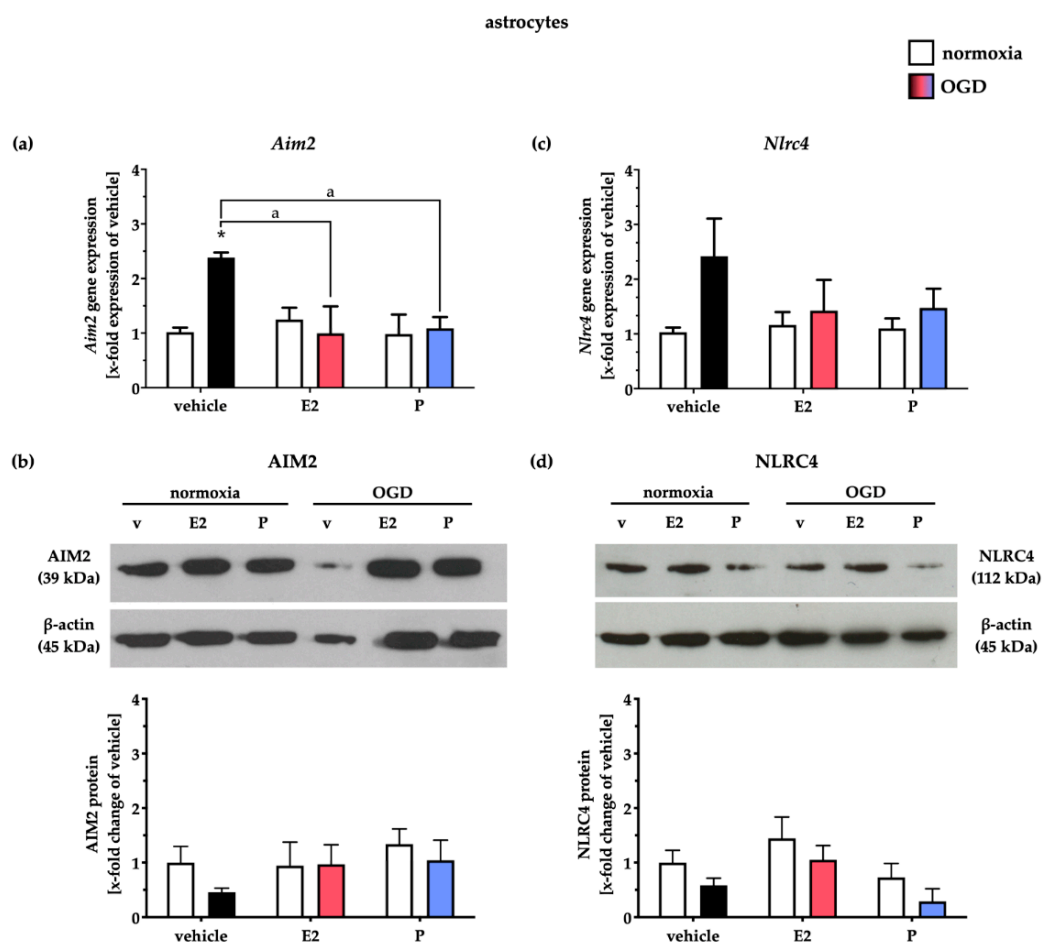 astrocytes
normoxia
OGD
(a)
Aim2
Aim2 gene expression
[x-fold expression of vehicle]
4
3
2
1
0
a
a
*
vehicle E2 P
(c)
Nlrc4
Nlrc4 gene expression
[x-fold expression of vehicle]
4
3
2
1
0
vehicle E2 P
(b)
AIM2
normoxia OGD
v E2 P v E2 P
AIM2
(39 kDa)
β-actin
(45 kDa)
AIM2 protein
[x-fold change of vehicle]
4
3
2
1
0
vehicle E2 P
(d)
NLRC4
normoxia OGD
v E2 P v E2 P
NLRC4
(112 kDa)
β-actin
(45 kDa)
NLRC4 protein
[x-fold change of vehicle]
4
3
2
1
0
vehicle E2 P